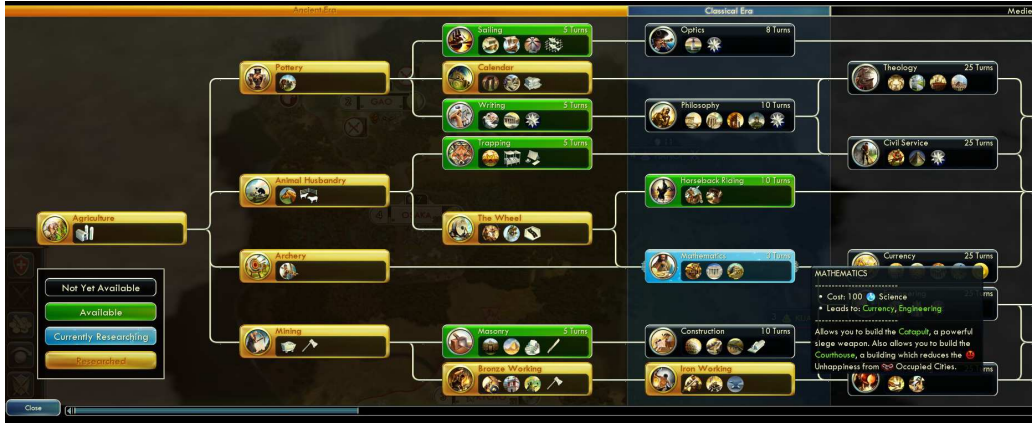 Ancient Era
Classical Era
Medie
Sailing 5 Turns
Optics 8 Turns
Pottery
Calendar
Theology 25 Turns
Writing 5 Turns
Philosophy 10 Turns
Trapping 5 Turns
Civil Service 25 Turns
Animal Husbandry
Horseback Riding 10 Turns
Agriculture
The Wheel
Archery
Mathematics 3 Turns
Currency 25 Turns
MATHEMATICS
• Cost: 100 Science
• Leads to: Currency, Engineering
Allows you to build the Catapult, a powerful
siege weapon. Also allows you to build the
Courthouse, a building which reduces the
Unhappiness from Occupied Cities.
Not Yet Available
Available
Currently Researching
Researched
Mining
Masonry 5 Turns
Construction 10 Turns
Bronze Working
Iron Working
Close